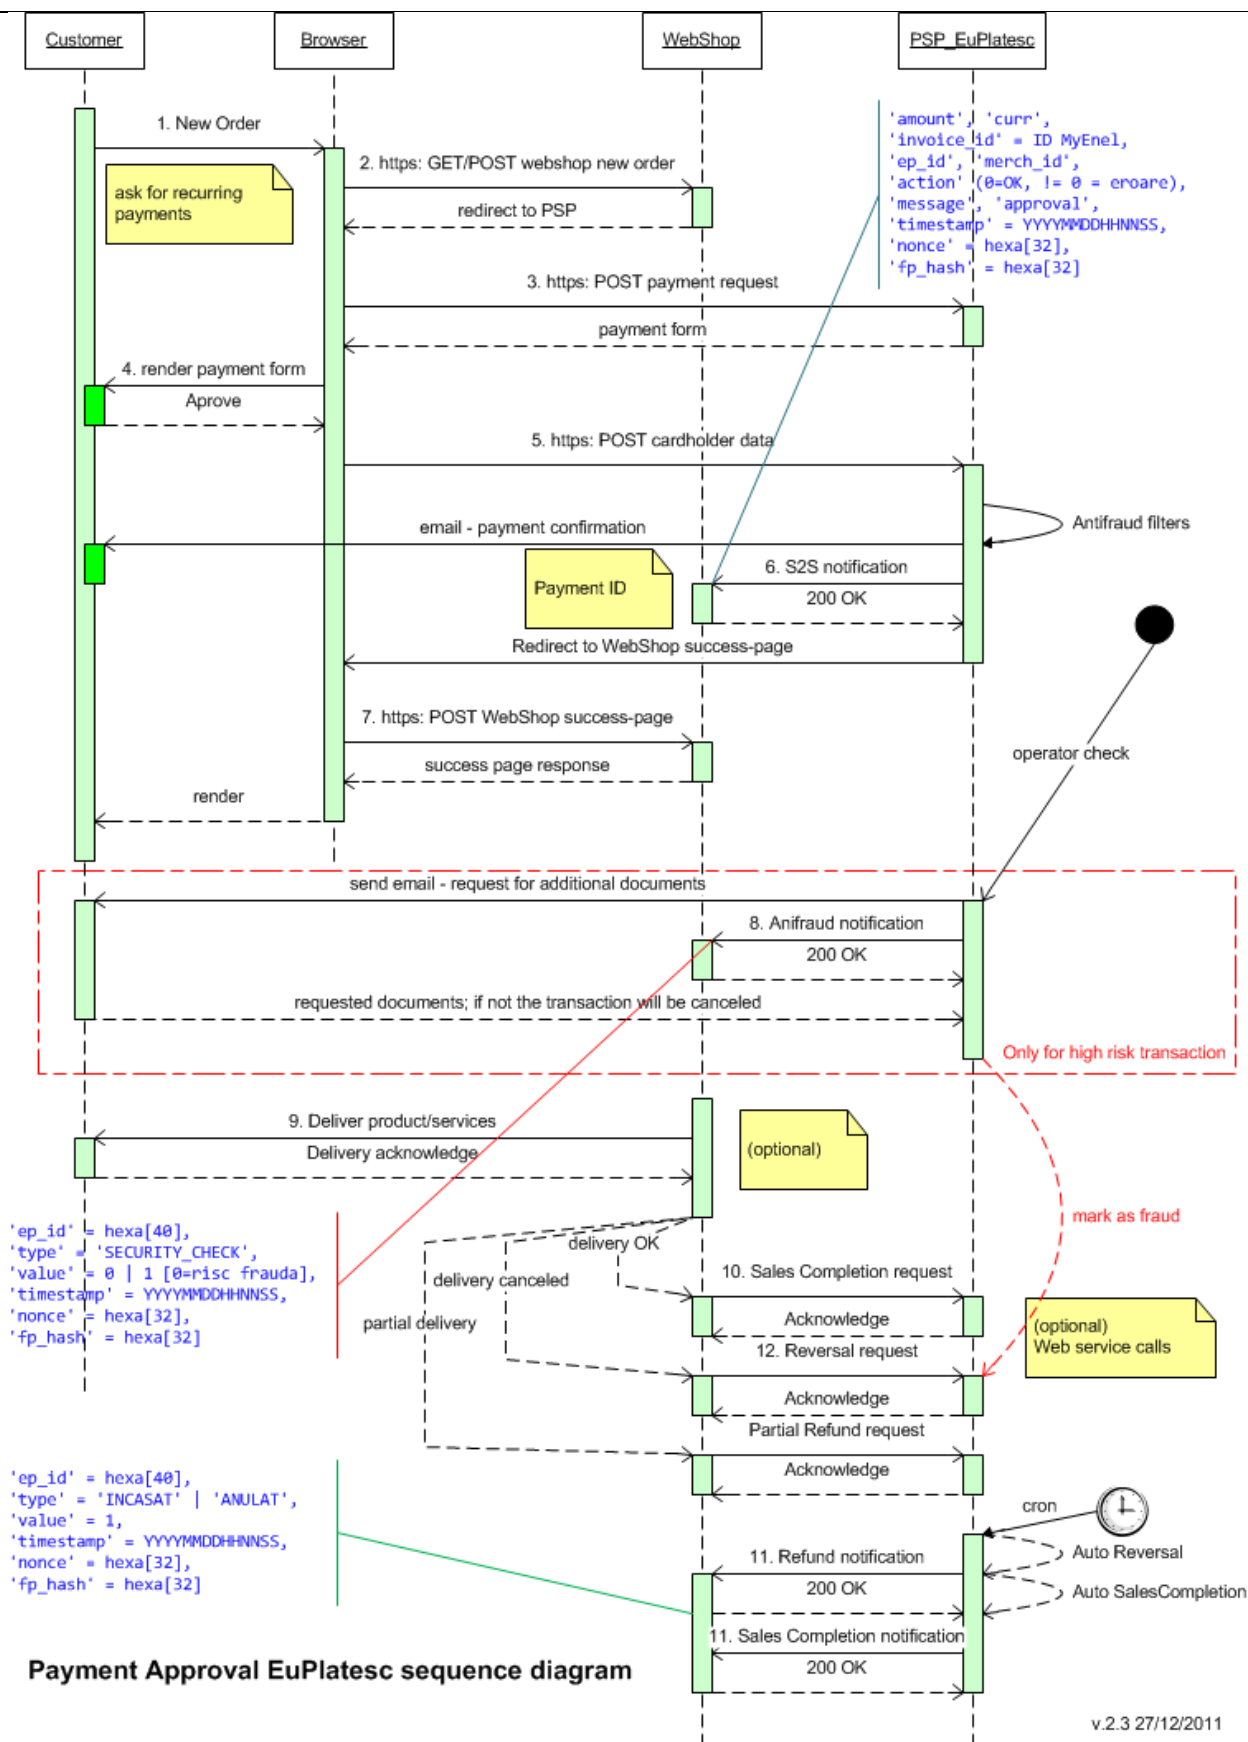 Customer
Browser
WebShop
PSP_EuPlatesc
1. New Order
ask for recurring
payments
2. https: GET/POST webshop new order
redirect to PSP
'amount', 'curr',
'invoice_id' = ID MyEnel,
'ep_id', 'merch_id',
'action' (0=OK, != 0 = eroare),
'message', 'approval',
'timestamp' = YYYYMMDDHHNNSS,
'nonce' = hexa[32],
'fp_hash' = hexa[32]
3. https: POST payment request
payment form
4. render payment form
Aprove
5. https: POST cardholder data
Antifraud filters
email - payment confirmation
Payment ID
6. S2S notification
200 OK
Redirect to WebShop success-page
7. https: POST WebShop success-page
success page response
operator check
render
send email - request for additional documents
8. Anifraud notification
200 OK
requested documents; if not the transaction will be canceled
Only for high risk transaction
9. Deliver product/services
Delivery acknowledge
(optional)
mark as fraud
'ep_id' = hexa[40],
'type' = 'SECURITY_CHECK',
'value' = 0 | 1 [0=risc frauda],
'timestamp' = YYYYMMDDHHNNSS,
'nonce' = hexa[32],
'fp_hash' = hexa[32]
delivery OK
delivery canceled
partial delivery
10. Sales Completion request
Acknowledge
12. Reversal request
Acknowledge
(optional)
Web service calls
Partial Refund request
Acknowledge
'ep_id' = hexa[40],
'type' = 'INCASAT' | 'ANULAT',
'value' = 1,
'timestamp' = YYYYMMDDHHNNSS,
'nonce' = hexa[32],
'fp_hash' = hexa[32]
cron
11. Refund notification
200 OK
Auto Reversal
Auto SalesCompletion
11. Sales Completion notification
200 OK
Payment Approval EuPlatesc sequence diagram
v.2.3 27/12/2011